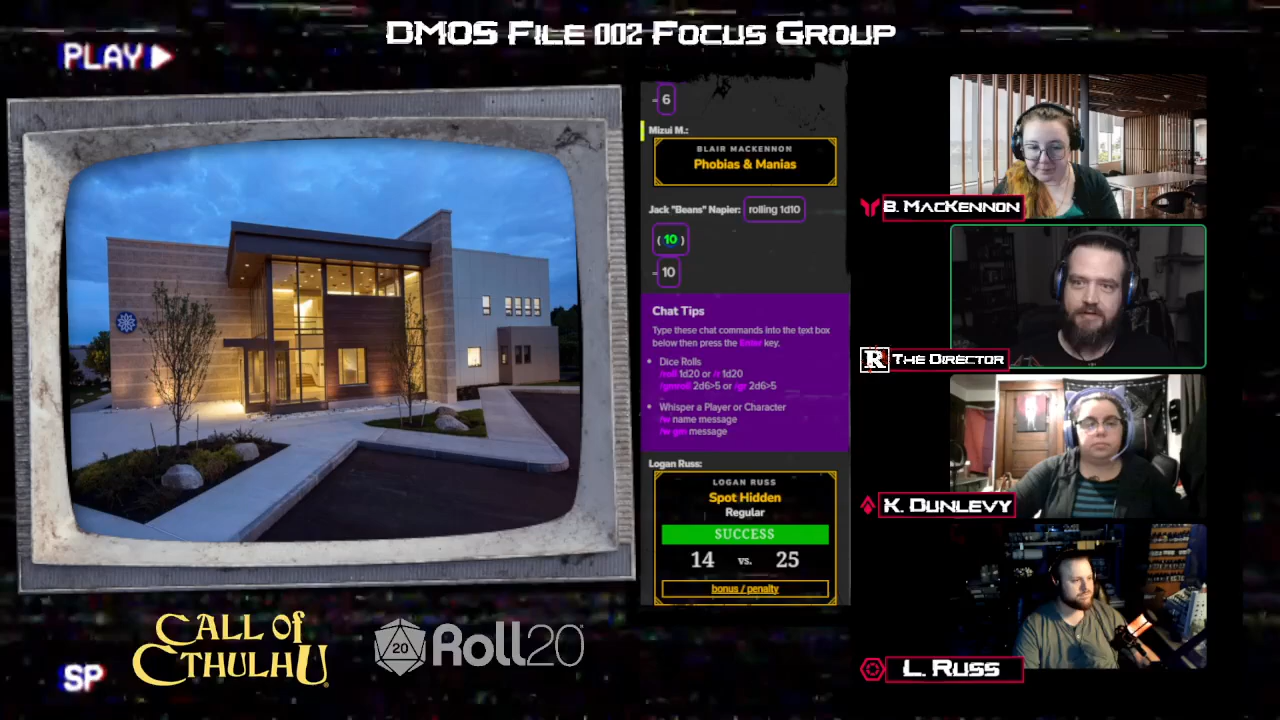 DMOS File 002 Focus Group
PLAY
- 6
Mizui M.:
BLAIR MACKENNON
Phobias & Manias
Jack "Beans" Napier: rolling 1d10
( 10 )
- 10
Chat Tips
Type these chat commands into the text box
below then press the Enter key.
Dice Rolls
/roll 1d20 or /r 1d20
/gmroll 2d6>5 or /gr 2d6>5
Whisper a Player or Character
/w name message
/w gm message
Logan Russ:
LOGAN RUSS
Spot Hidden
Regular
SUCCESS
14 vs. 25
bonus / penalty
B. MacKennon
R The Director
K. Dunlevy
L. Russ
SP
CALL OF
CTHULHU
20 Roll20